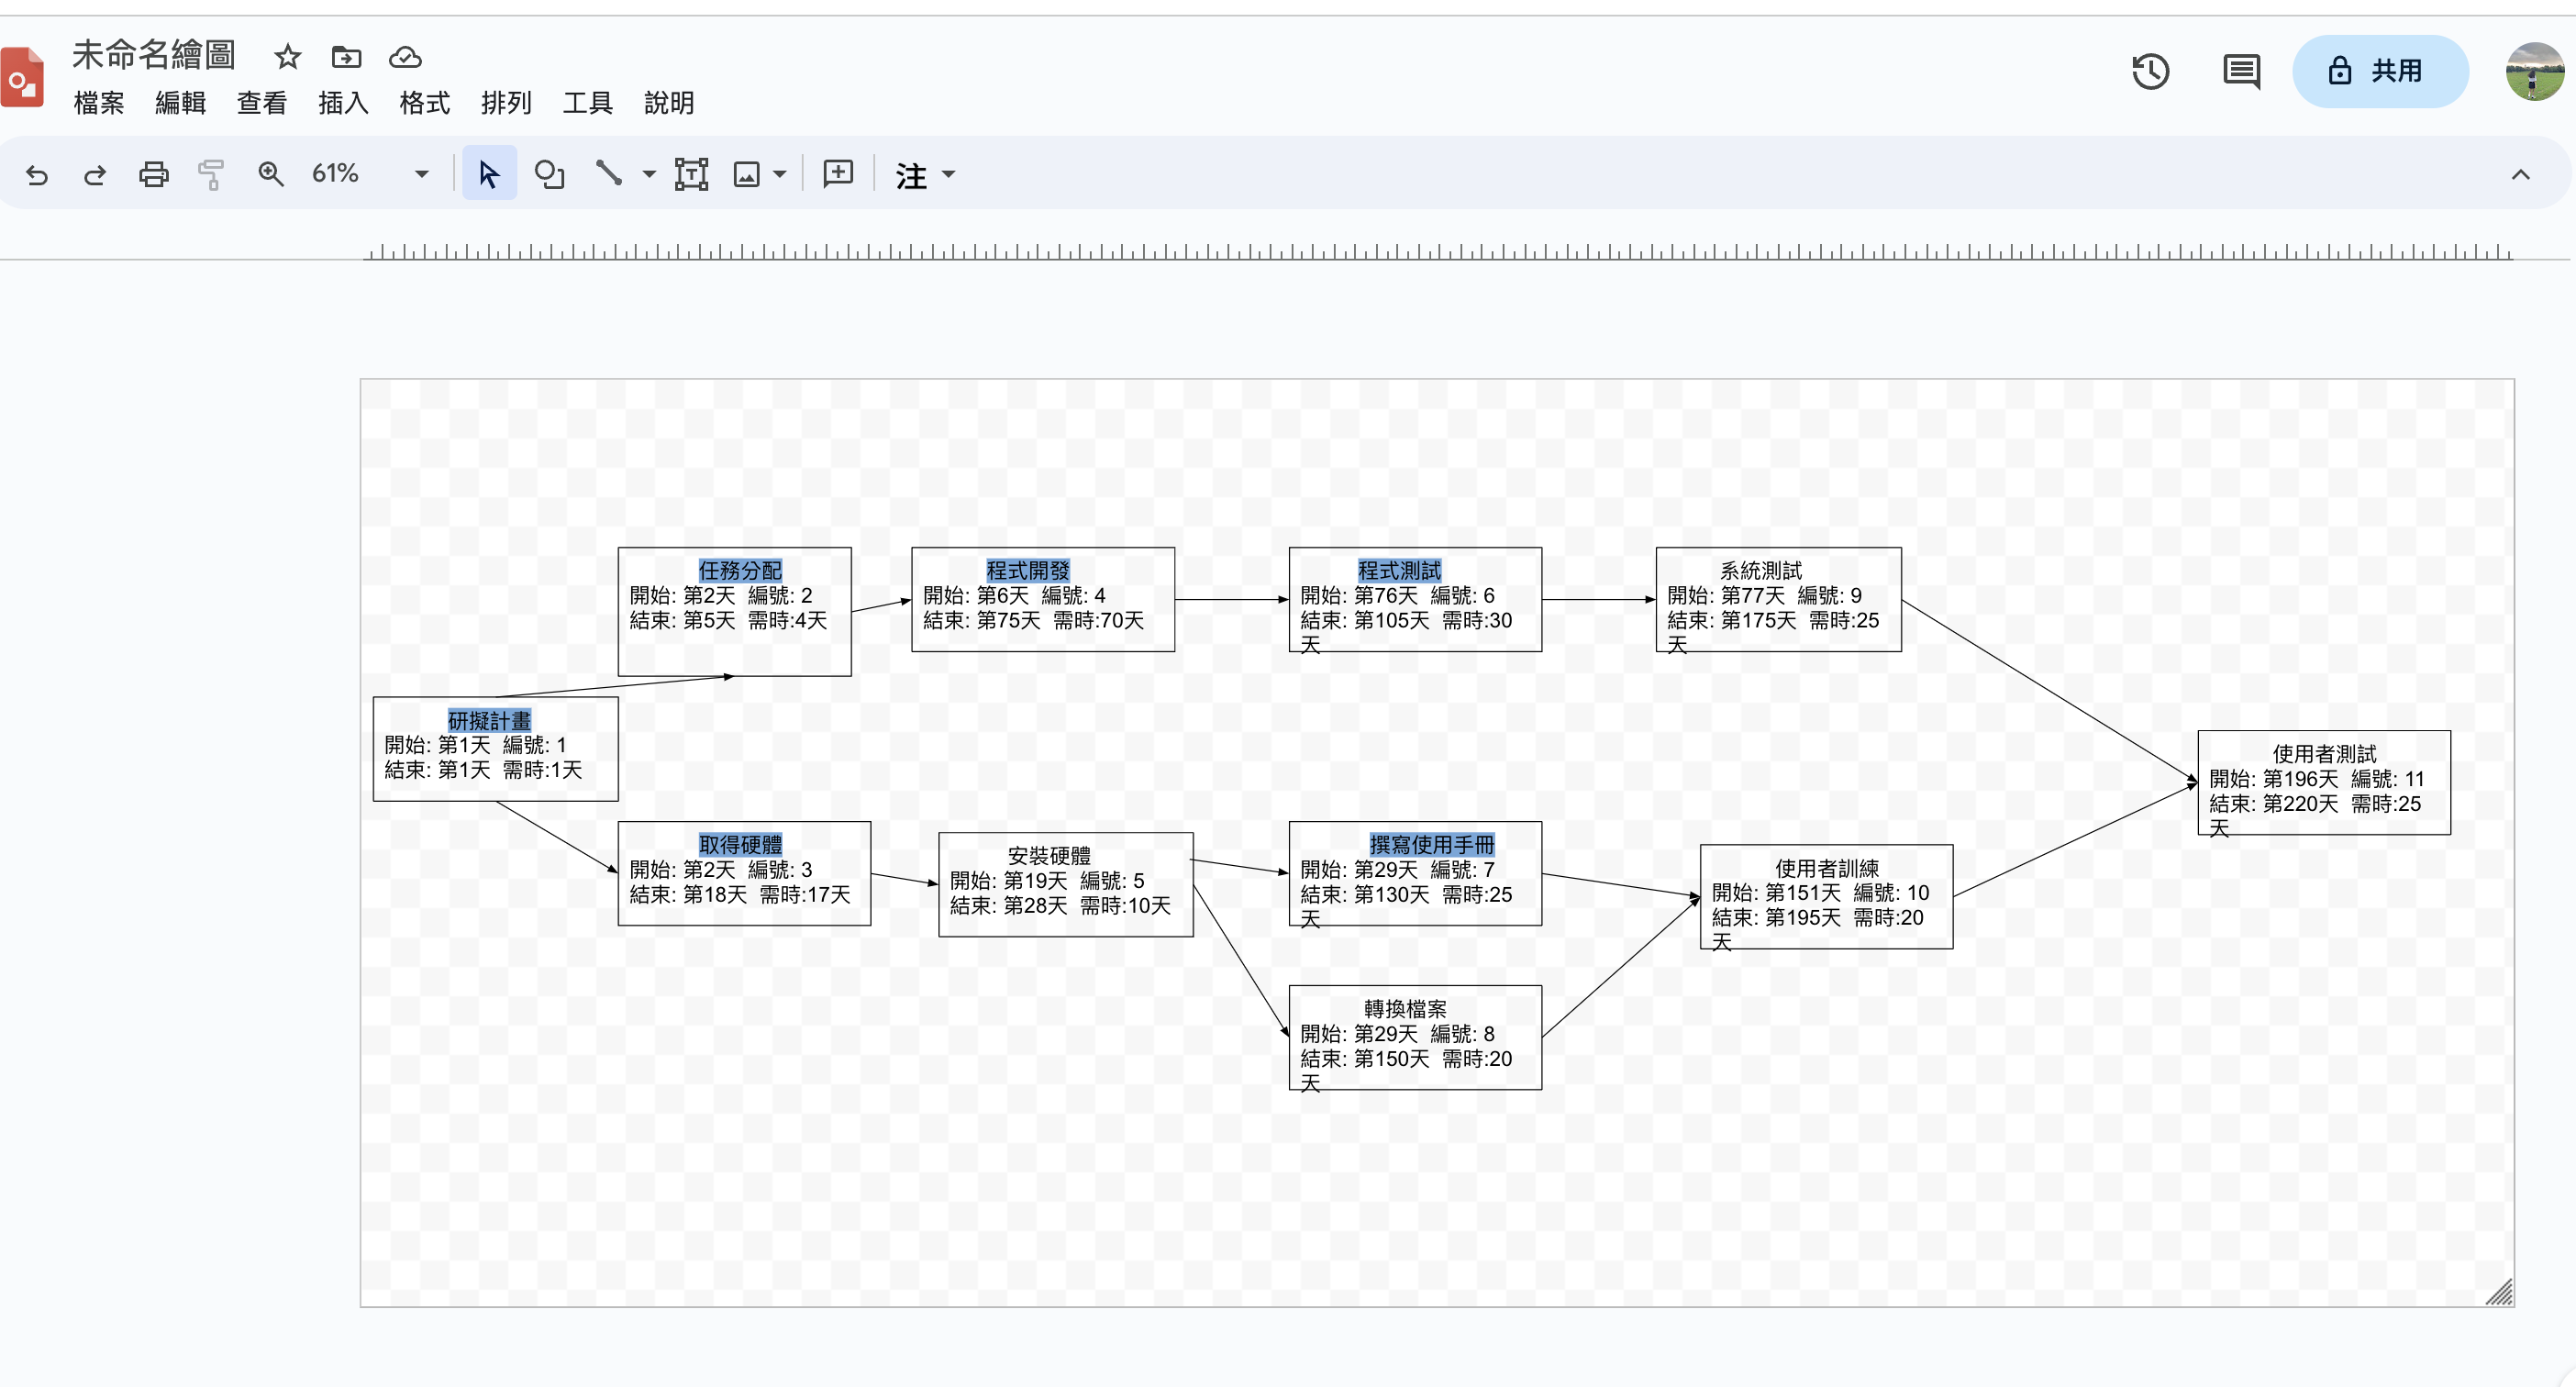 未命名繪圖
檔案 編輯 查看 插入 格式 排列 工具 說明
共用
61%
注
任務分配
開始: 第2天 編號: 2
結束: 第5天 需時:4天
程式開發
開始: 第6天 編號: 4
結束: 第75天 需時:70天
程式測試
開始: 第76天 編號: 6
結束: 第105天 需時:30
天
系統測試
開始: 第77天 編號: 9
結束: 第175天 需時:25
天
研擬計畫
開始: 第1天 編號: 1
結束: 第1天 需時:1天
使用者測試
開始: 第196天 編號: 11
結束: 第220天 需時:25
天
取得硬體
開始: 第2天 編號: 3
結束: 第18天 需時:17天
安裝硬體
開始: 第19天 編號: 5
結束: 第28天 需時:10天
撰寫使用手冊
開始: 第29天 編號: 7
結束: 第130天 需時:25
天
使用者訓練
開始: 第151天 編號: 10
結束: 第195天 需時:20
天
轉換檔案
開始: 第29天 編號: 8
結束: 第150天 需時:20
天